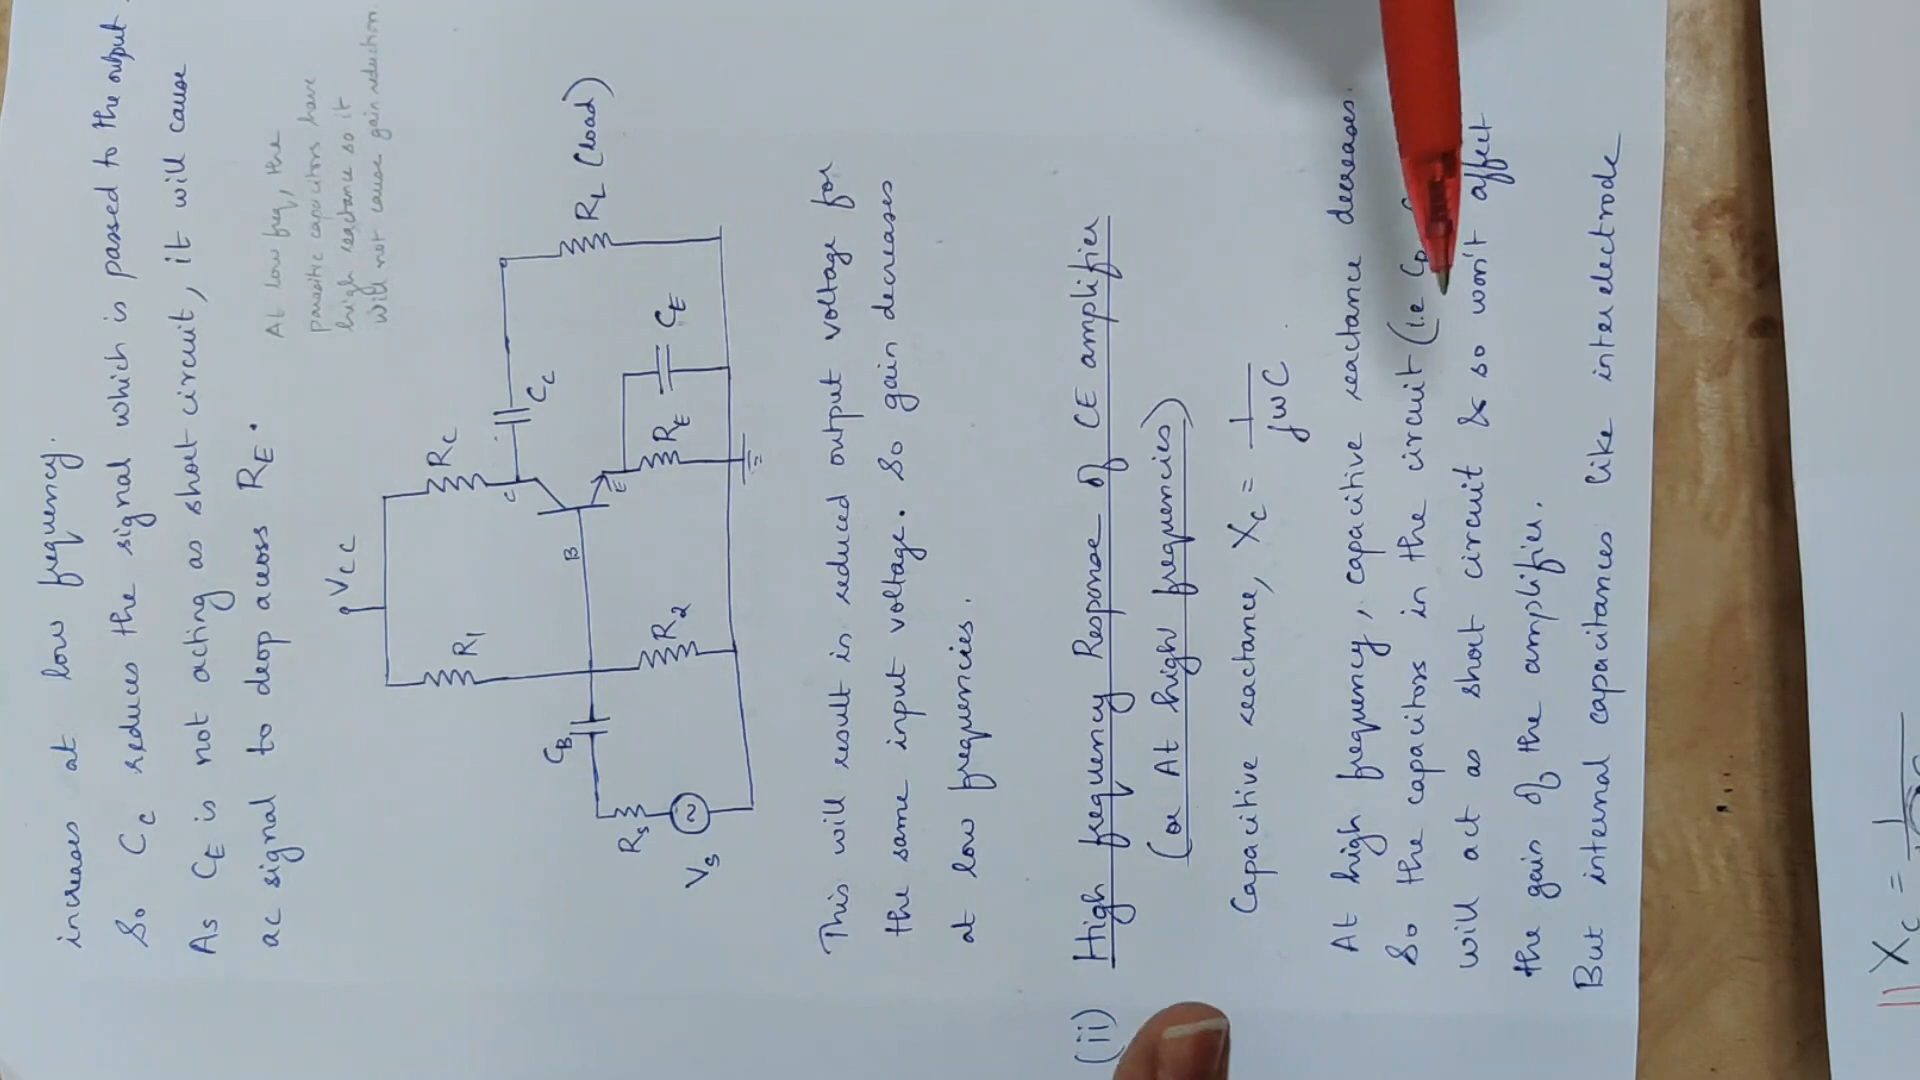 increases at low frequency.
So Cc reduces the signal which is passed to the output.
As CE is not acting as short circuit, it will cause
ac signal to drop across RE.
At low freq, the
parasitic capacitors have
high reactance so it
will not cause gain reduction.
VCC
R1
RC
CC
C
B
E
CB
RS
VS
R2
RE
CE
RL (load)
This will result in reduced output voltage for
the same input voltage. So gain decreases
at low frequencies.
(ii) High frequency Response of CE amplifier
(or At high frequencies)
Capacitive reactance, Xc = 1/jωC
At high frequency, capacitive reactance decreases.
So the capacitors in the circuit (i.e
will act as short circuit & so won't affect
the gain of the amplifier.
But internal capacitances like interelectrode
Xc = 1